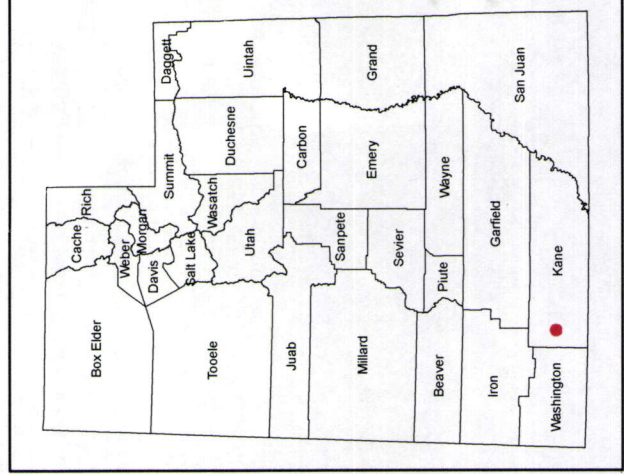 Box Elder
Cache
Rich
Weber
Morgan
Davis
Summit
Daggett
Salt Lake
Tooele
Wasatch
Duchesne
Uintah
Utah
Juab
Carbon
Sanpete
Millard
Emery
Grand
Sevier
Beaver
Piute
Wayne
Iron
Garfield
San Juan
Washington
Kane